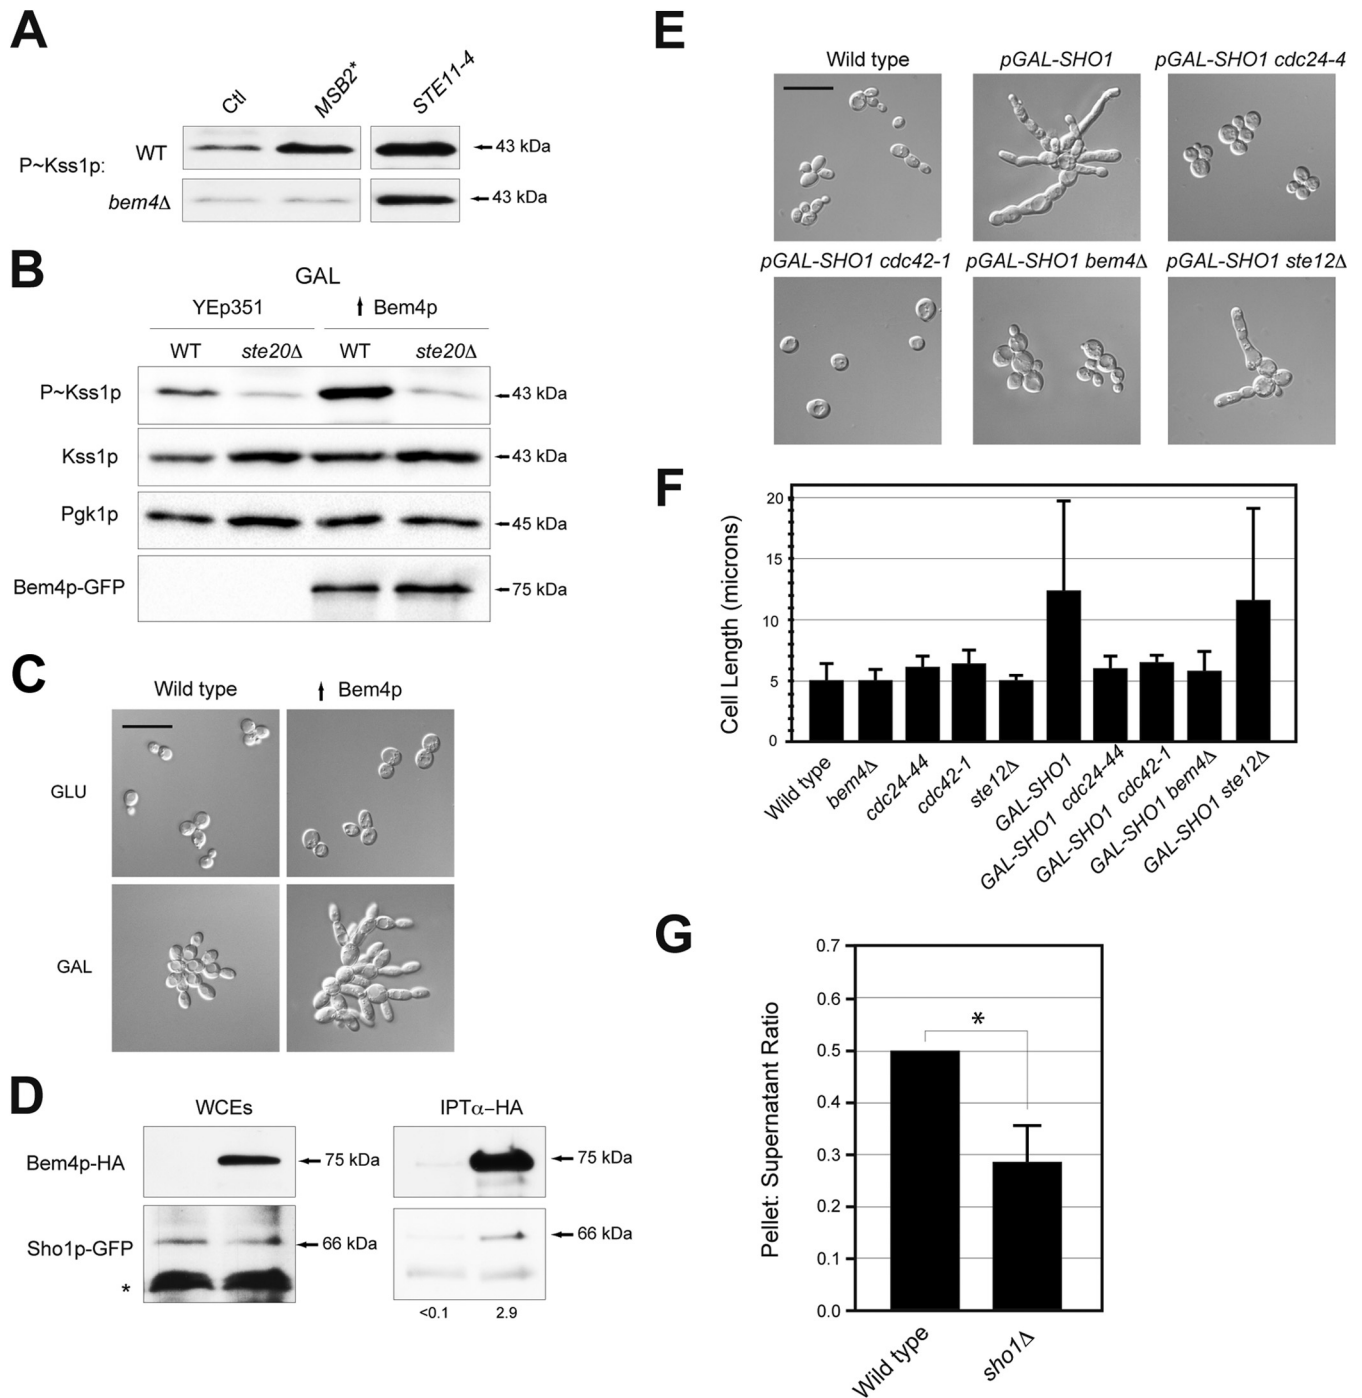 A
Ctl
MSB2*
STE11-4
P~Kss1p:
WT
43 kDa
bem4Δ
43 kDa
B
GAL
YEp351
Bem4p
WT
ste20Δ
WT
ste20Δ
P~Kss1p
43 kDa
Kss1p
43 kDa
Pgk1p
45 kDa
Bem4p-GFP
75 kDa
C
Wild type
Bem4p
GLU
GAL
D
WCEs
IPTα–HA
Bem4p-HA
75 kDa
75 kDa
Sho1p-GFP
66 kDa
66 kDa
*
<0.1
2.9
E
Wild type
pGAL-SHO1
pGAL-SHO1 cdc24-4
pGAL-SHO1 cdc42-1
pGAL-SHO1 bem4Δ
pGAL-SHO1 ste12Δ
F
Cell Length (microns)
20
15
10
5
0
Wild type
bem4Δ
cdc24-44
cdc42-1
ste12Δ
GAL-SHO1
GAL-SHO1 cdc24-44
GAL-SHO1 cdc42-1
GAL-SHO1 bem4Δ
GAL-SHO1 ste12Δ
G
Pellet: Supernatant Ratio
0.7
0.6
0.5
0.4
0.3
0.2
0.1
0.0
*
Wild type
sho1Δ